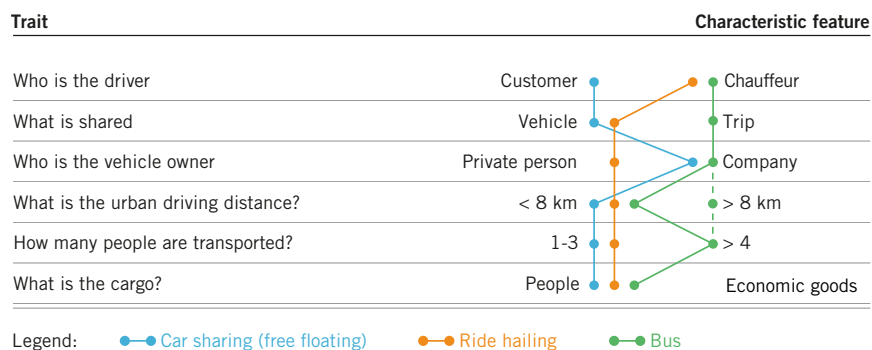 Trait Characteristic feature
Who is the driver Customer Chauffeur
What is shared Vehicle Trip
Who is the vehicle owner Private person Company
What is the urban driving distance? < 8 km > 8 km
How many people are transported? 1-3 > 4
What is the cargo? People Economic goods
Legend: Car sharing (free floating) Ride hailing Bus